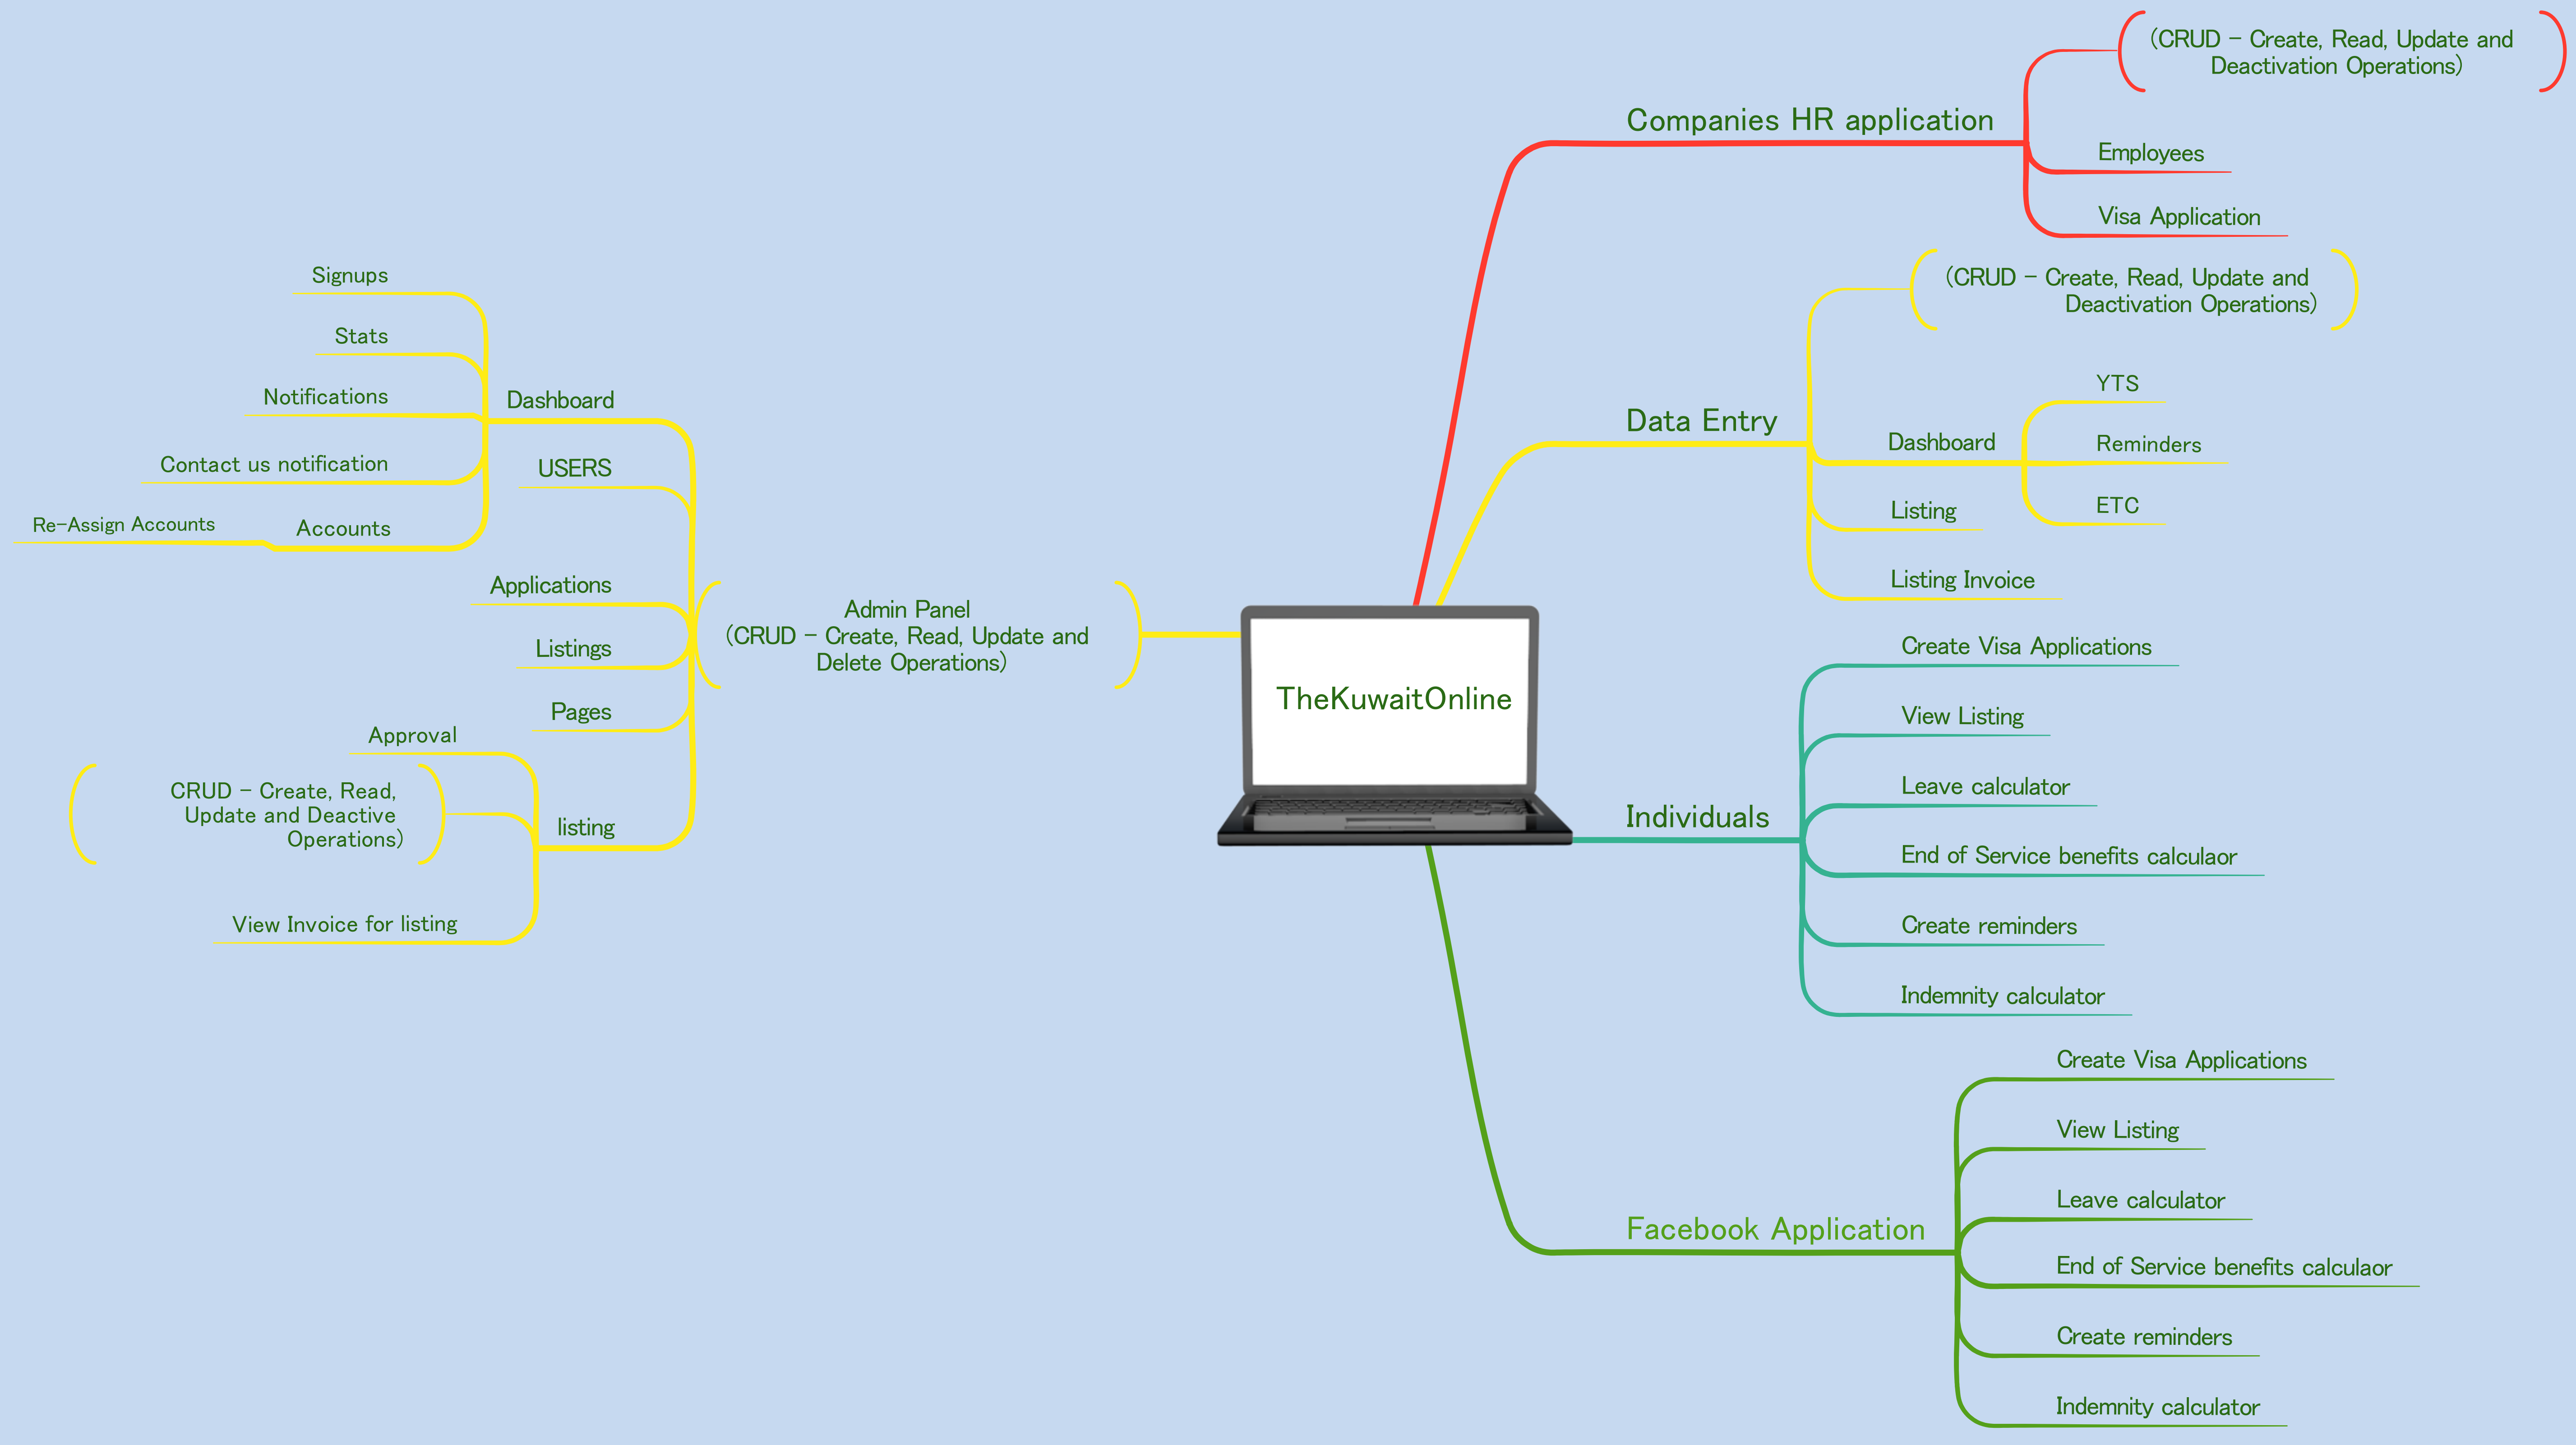 TheKuwaitOnline
Companies HR application
(CRUD - Create, Read, Update and
Deactivation Operations)
Employees
Visa Application
Data Entry
(CRUD - Create, Read, Update and
Deactivation Operations)
Dashboard
YTS
Reminders
ETC
Listing
Listing Invoice
Individuals
Create Visa Applications
View Listing
Leave calculator
End of Service benefits calculaor
Create reminders
Indemnity calculator
Facebook Application
Create Visa Applications
View Listing
Leave calculator
End of Service benefits calculaor
Create reminders
Indemnity calculator
Admin Panel
(CRUD - Create, Read, Update and
Delete Operations)
Dashboard
Signups
Stats
Notifications
Contact us notification
Accounts
Re-Assign Accounts
USERS
Applications
Listings
Pages
listing
Approval
CRUD - Create, Read,
Update and Deactive
Operations)
View Invoice for listing